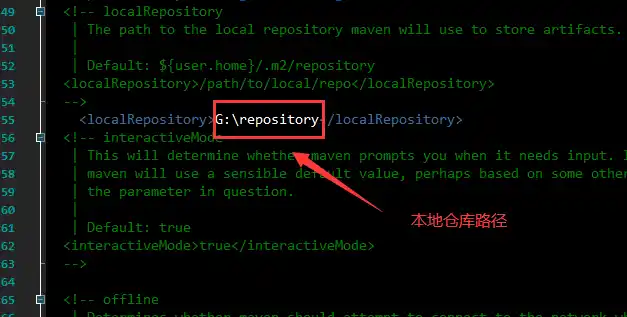 49 <!-- localRepository
50 | The path to the local repository maven will use to store artifacts.
51 |
52 | Default: ${user.home}/.m2/repository
53 <localRepository>/path/to/local/repo</localRepository>
54 -->
55 <localRepository>G:\repository</localRepository>
56 <!-- interactiveMode
57 | This will determine whether maven prompts you when it needs input.
58 | maven will use a sensible default value, perhaps based on some other
59 | the parameter in question.
60 |
61 | Default: true
本地仓库路径
62 <interactiveMode>true</interactiveMode>
63 -->
64
65 <!-- offline
| Determines whether maven should attempt to connect to the network